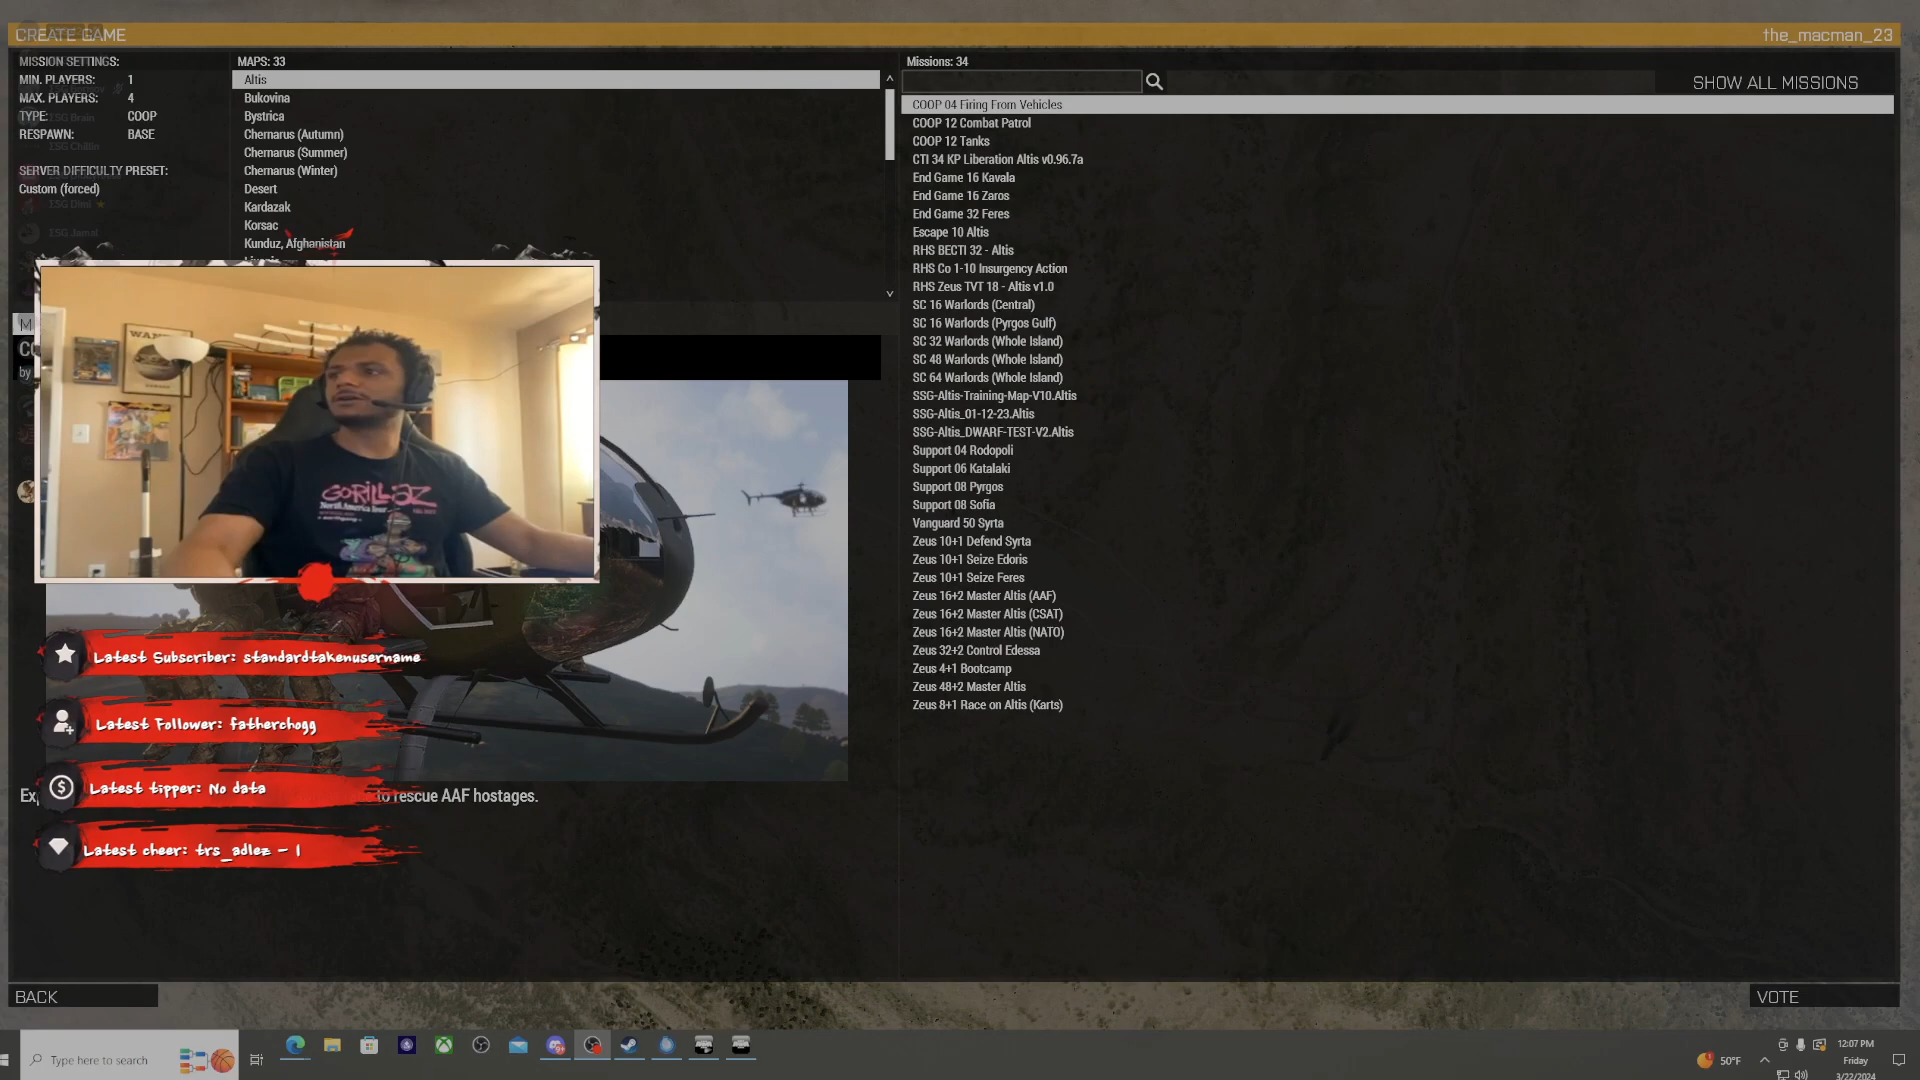 CREATE GAME
the_macman_23
MISSION SETTINGS:
MIN. PLAYERS: 1
MAX. PLAYERS: 4
TYPE: COOP
RESPAWN: BASE
SERVER DIFFICULTY PRESET:
Custom (forced)
ΣSG Brain
ΣSG Chillin
ΣSG Dimi
ΣSG Jamal
MAPS: 33
Altis
Bukovina
Bystrica
Chernarus (Autumn)
Chernarus (Summer)
Chernarus (Winter)
Desert
Kardazak
Korsac
Kunduz, Afghanistan
Missions: 34
SHOW ALL MISSIONS
COOP 04 Firing From Vehicles
COOP 12 Combat Patrol
COOP 12 Tanks
CTI 34 KP Liberation Altis v0.96.7a
End Game 16 Kavala
End Game 16 Zaros
End Game 32 Feres
Escape 10 Altis
RHS BECTI 32 - Altis
RHS Co 1-10 Insurgency Action
RHS Zeus TVT 18 - Altis v1.0
SC 16 Warlords (Central)
SC 16 Warlords (Pyrgos Gulf)
SC 32 Warlords (Whole Island)
SC 48 Warlords (Whole Island)
SC 64 Warlords (Whole Island)
SSG-Altis-Training-Map-V10.Altis
SSG-Altis_01-12-23.Altis
SSG-Altis_DWARF-TEST-V2.Altis
Support 04 Rodopoli
Support 06 Katalaki
Support 08 Pyrgos
Support 08 Sofia
Vanguard 50 Syrta
Zeus 10+1 Defend Syrta
Zeus 10+1 Seize Edoris
Zeus 10+1 Seize Feres
Zeus 16+2 Master Altis (AAF)
Zeus 16+2 Master Altis (CSAT)
Zeus 16+2 Master Altis (NATO)
Zeus 32+2 Control Edessa
Zeus 4+1 Bootcamp
Zeus 48+2 Master Altis
Zeus 8+1 Race on Altis (Karts)
by
GORILLAZ
North America Tour
Latest Subscriber: standardtakenusername
Latest Follower: fatherchogg
Latest tipper: No data
to rescue AAF hostages.
Latest cheer: trs_adlez - 1
BACK
VOTE
Type here to search
50°F
12:07 PM
Friday
3/22/2024